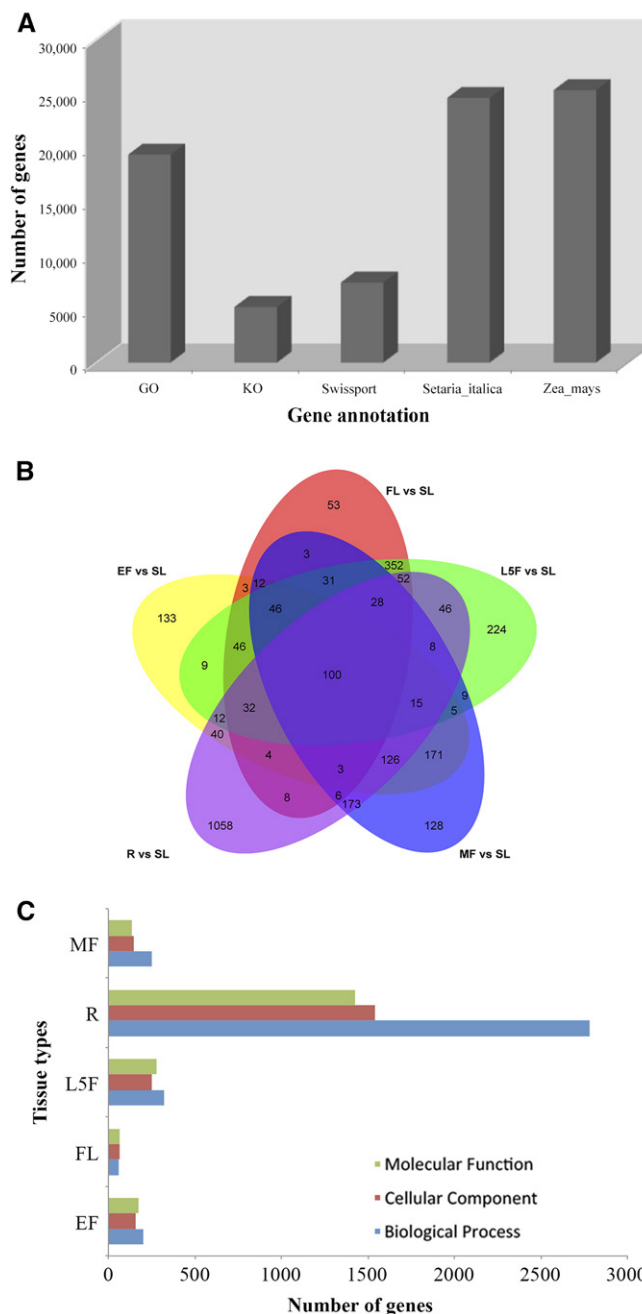 A
30,000
25,000
20,000
15,000
10,000
5000
0
Number of genes
GO KO Swissport Setaria_italica Zea_mays
Gene annotation
B
FL vs SL
53
EF vs SL
L5F vs SL
3
352
3 12 31 52
46 28 46
133
224
46 8
9
100
9
32 15 5
12
40
4 126 171
3
8 6
173
1058 128
R vs SL
MF vs SL
C
MF
R
L5F
FL
EF
Tissue types
Molecular Function
Cellular Component
Biological Process
0 500 1000 1500 2000 2500 3000
Number of genes